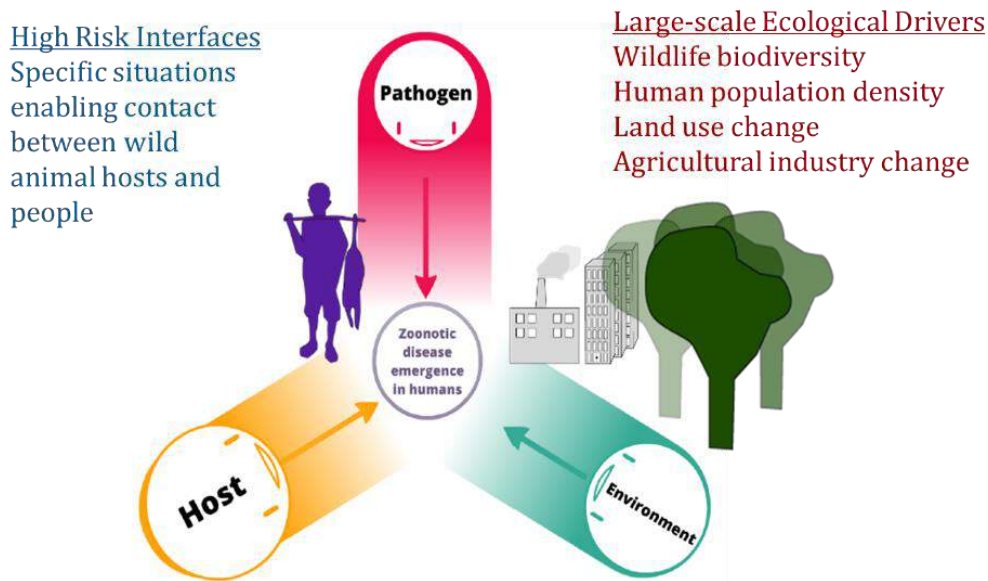 High Risk Interfaces
Specific situations
enabling contact
between wild
animal hosts and
people
Large-scale Ecological Drivers
Wildlife biodiversity
Human population density
Land use change
Agricultural industry change
Pathogen
Zoonotic
disease
emergence
in humans
Host
Environment